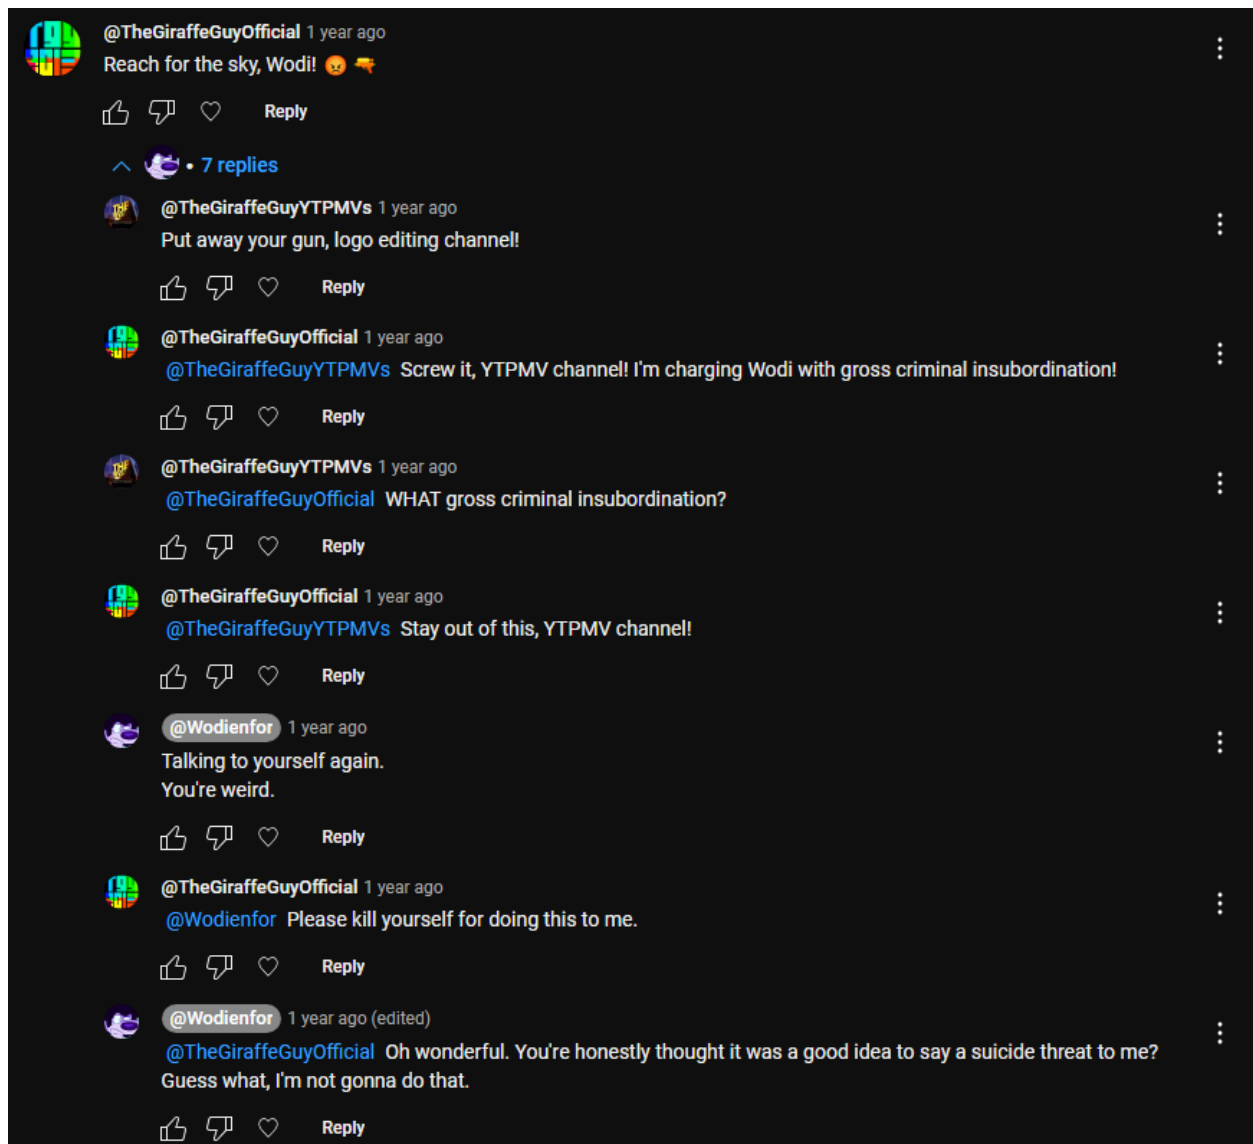 @TheGiraffeGuyOfficial 1 year ago
Reach for the sky, Wodi! 😡 🔫
Reply
• 7 replies
@TheGiraffeGuyYTPMVs 1 year ago
Put away your gun, logo editing channel!
Reply
@TheGiraffeGuyOfficial 1 year ago
@TheGiraffeGuyYTPMVs Screw it, YTPMV channel! I'm charging Wodi with gross criminal insubordination!
Reply
@TheGiraffeGuyYTPMVs 1 year ago
@TheGiraffeGuyOfficial WHAT gross criminal insubordination?
Reply
@TheGiraffeGuyOfficial 1 year ago
@TheGiraffeGuyYTPMVs Stay out of this, YTPMV channel!
Reply
@Wodienfor 1 year ago
Talking to yourself again.
You're weird.
Reply
@TheGiraffeGuyOfficial 1 year ago
@Wodienfor Please kill yourself for doing this to me.
Reply
@Wodienfor 1 year ago (edited)
@TheGiraffeGuyOfficial Oh wonderful. You're honestly thought it was a good idea to say a suicide threat to me?
Guess what, I'm not gonna do that.
Reply